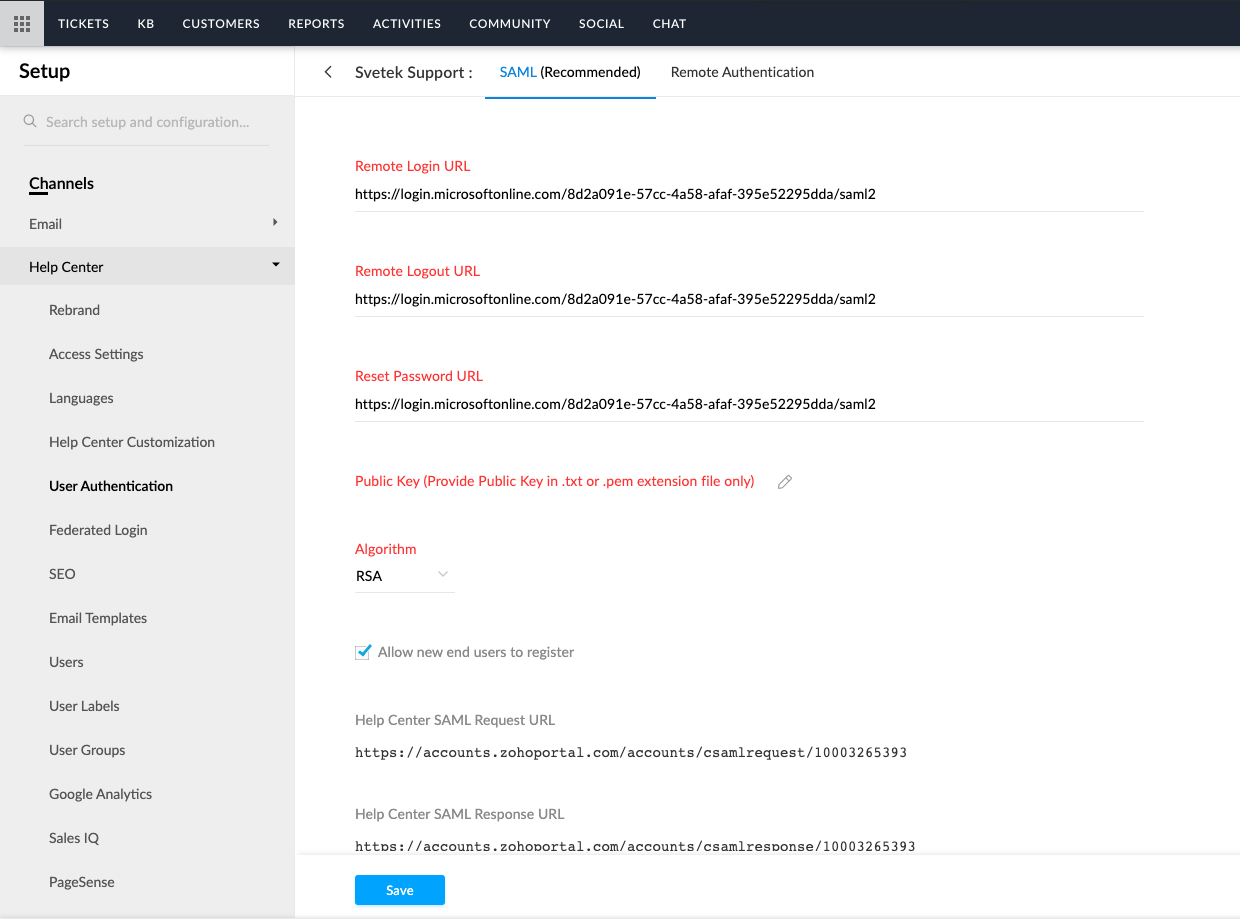 TICKETS KB CUSTOMERS REPORTS ACTIVITIES COMMUNITY SOCIAL CHAT
Setup
Search setup and configuration...
Channels
Email
Help Center
Rebrand
Access Settings
Languages
Help Center Customization
User Authentication
Federated Login
SEO
Email Templates
Users
User Labels
User Groups
Google Analytics
Sales IQ
PageSense
Svetek Support : SAML (Recommended) Remote Authentication
Remote Login URL
https://login.microsoftonline.com/8d2a091e-57cc-4a58-afaf-395e52295dda/saml2
Remote Logout URL
https://login.microsoftonline.com/8d2a091e-57cc-4a58-afaf-395e52295dda/saml2
Reset Password URL
https://login.microsoftonline.com/8d2a091e-57cc-4a58-afaf-395e52295dda/saml2
Public Key (Provide Public Key in .txt or .pem extension file only)
Algorithm
RSA
Allow new end users to register
Help Center SAML Request URL
https://accounts.zohoportal.com/accounts/csamlrequest/10003265393
Help Center SAML Response URL
https://accounts.zohoportal.com/accounts/csamlresponse/10003265393
Save